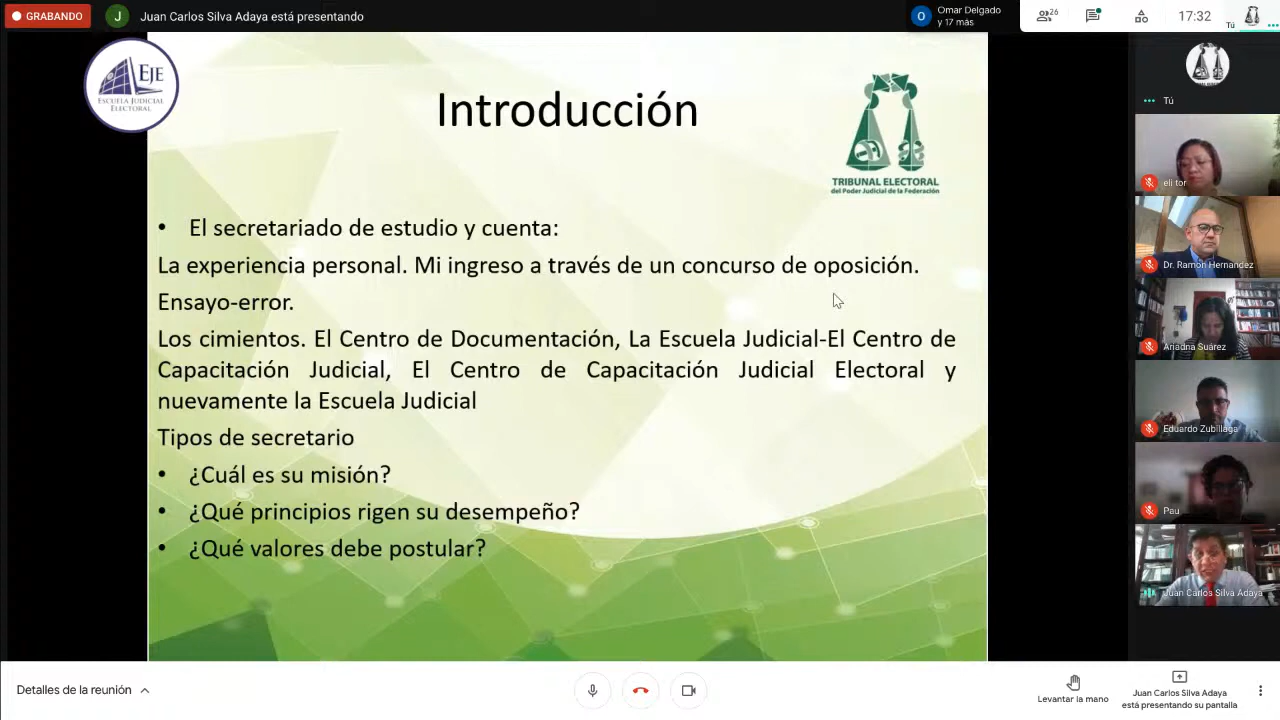 GRABANDO
J
Juan Carlos Silva Adaya está presentando
O
Omar Delgado
y 17 más
26
17:32
Tú
EJE
ESCUELA JUDICIAL
ELECTORAL
Introducción
TRIBUNAL ELECTORAL
del Poder Judicial de la Federación
• El secretariado de estudio y cuenta:
La experiencia personal. Mi ingreso a través de un concurso de oposición.
Ensayo-error.
Los cimientos. El Centro de Documentación, La Escuela Judicial-El Centro de
Capacitación Judicial, El Centro de Capacitación Judicial Electoral y
nuevamente la Escuela Judicial
Tipos de secretario
• ¿Cuál es su misión?
• ¿Qué principios rigen su desempeño?
• ¿Qué valores debe postular?
Tú
eli tor
Dr. Ramón Hernandez
Ariadna Suárez
Eduardo Zubillaga
Pau
Juan Carlos Silva Adaya
Detalles de la reunión
Levantar la mano
Juan Carlos Silva Adaya
está presentando su pantalla